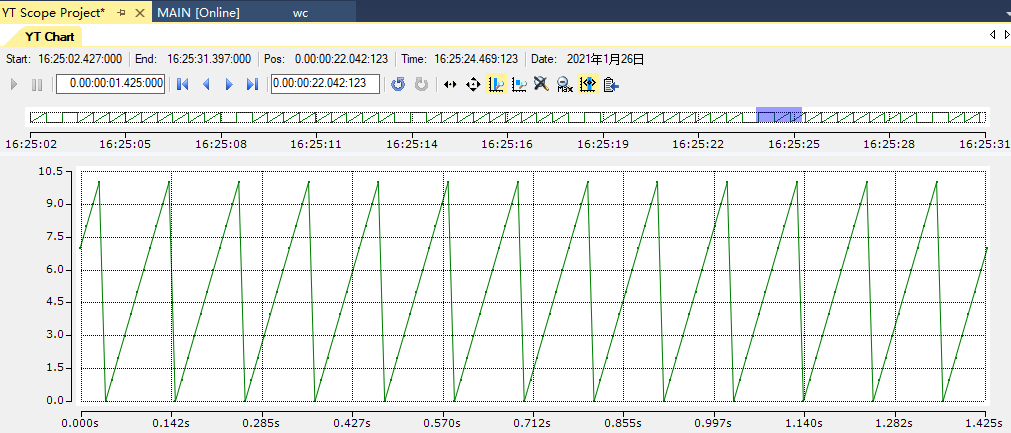 YT Scope Project* MAIN [Online] wc
YT Chart
Start: 16:25:02.427:000 End: 16:25:31.397:000 Pos: 0.00:00:22.042:123 Time: 16:25:24.469:123 Date: 2021年1月26日
0.00:00:01.425:000 0.00:00:22.042:123 Max
16:25:02 16:25:05 16:25:08 16:25:11 16:25:14 16:25:16 16:25:19 16:25:22 16:25:25 16:25:28 16:25:31
10.5
9.0
7.5
6.0
4.5
3.0
1.5
0.0
0.000s 0.142s 0.285s 0.427s 0.570s 0.712s 0.855s 0.997s 1.140s 1.282s 1.425s